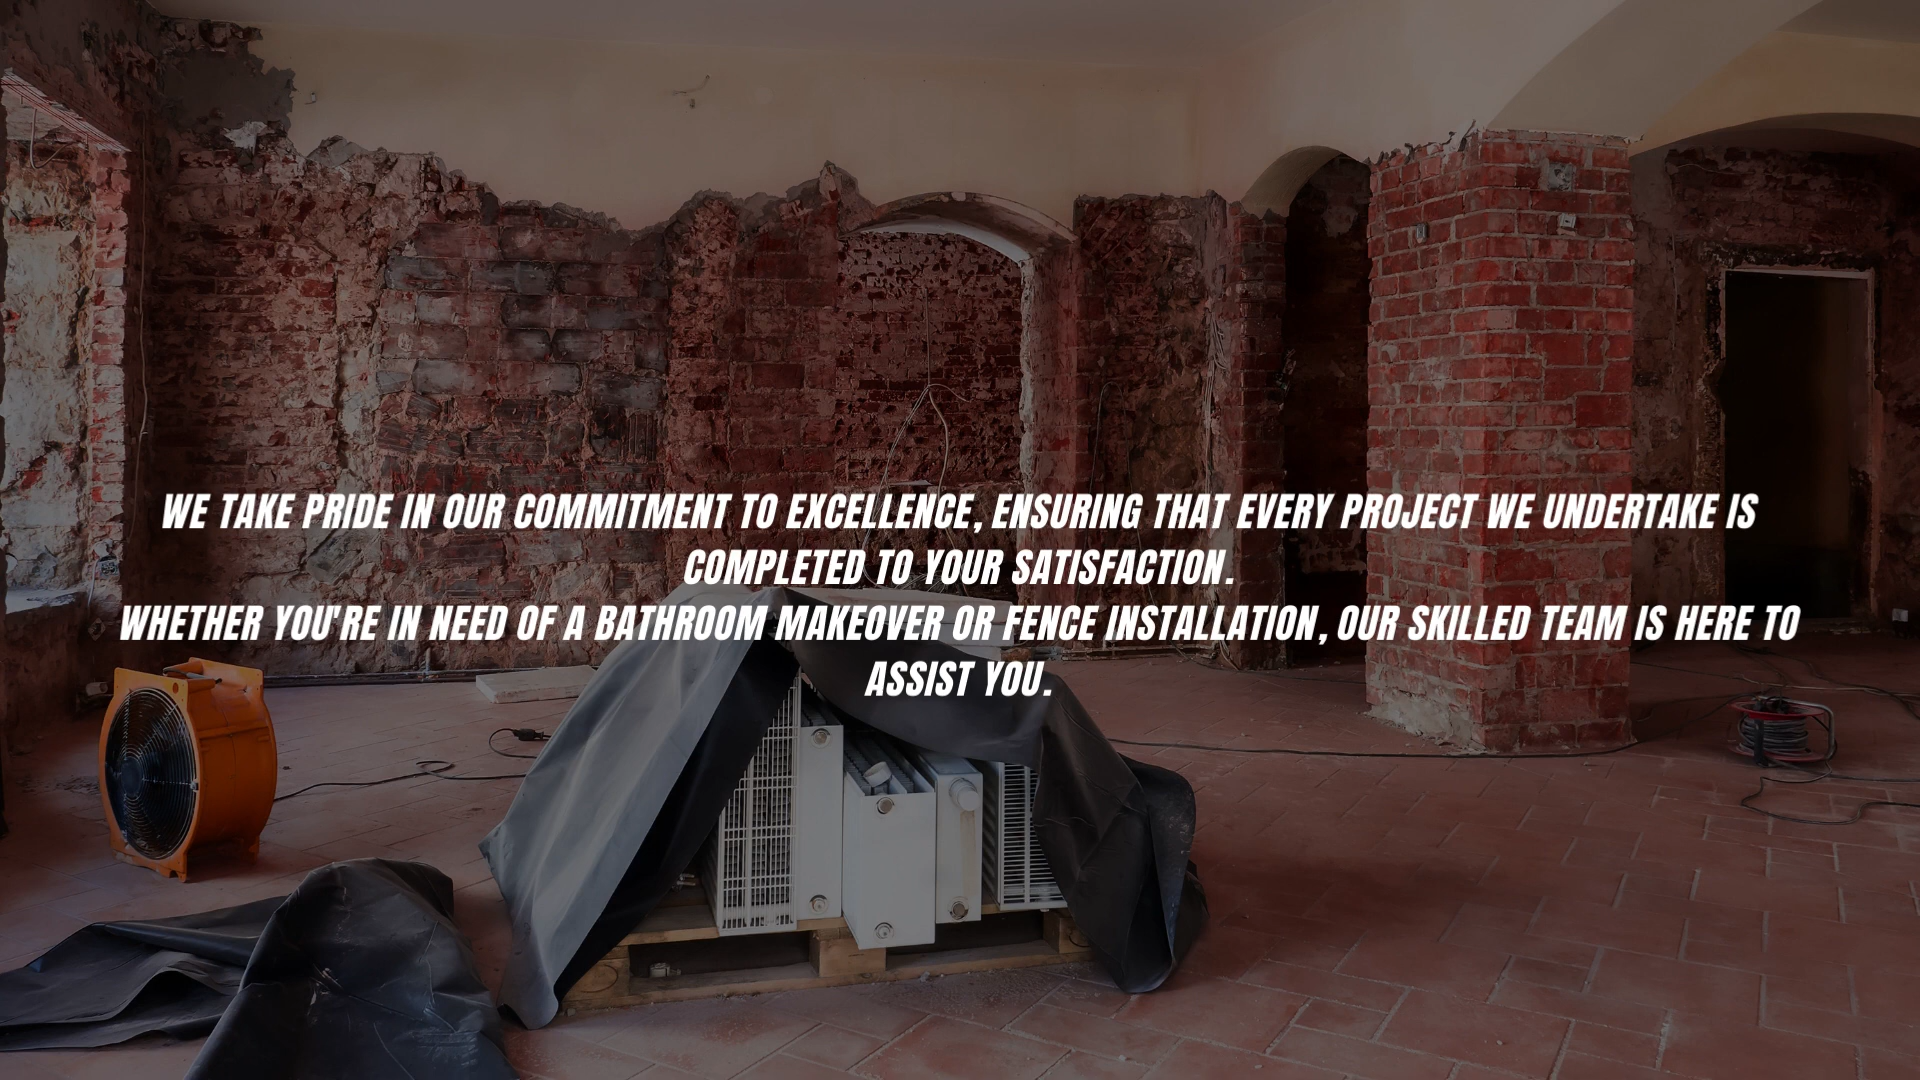 WE TAKE PRIDE IN OUR COMMITMENT TO EXCELLENCE, ENSURING THAT EVERY PROJECT WE UNDERTAKE IS
COMPLETED TO YOUR SATISFACTION.
WHETHER YOU'RE IN NEED OF A BATHROOM MAKEOVER OR FENCE INSTALLATION, OUR SKILLED TEAM IS HERE TO
ASSIST YOU.